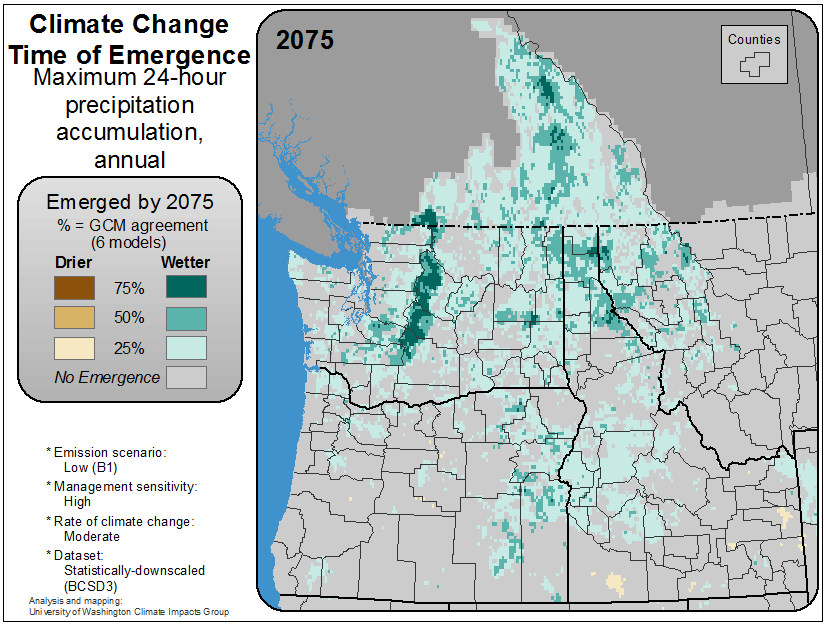 Climate Change
Time of Emergence
Maximum 24-hour
precipitation
accumulation,
annual
Emerged by 2075
% = GCM agreement
(6 models)
Drier Wetter
75%
50%
25%
No Emergence
* Emission scenario:
Low (B1)
* Management sensitivity:
High
* Rate of climate change:
Moderate
* Dataset:
Statistically-downscaled
(BCSD3)
Analysis and mapping:
University of Washington Climate Impacts Group
2075
Counties